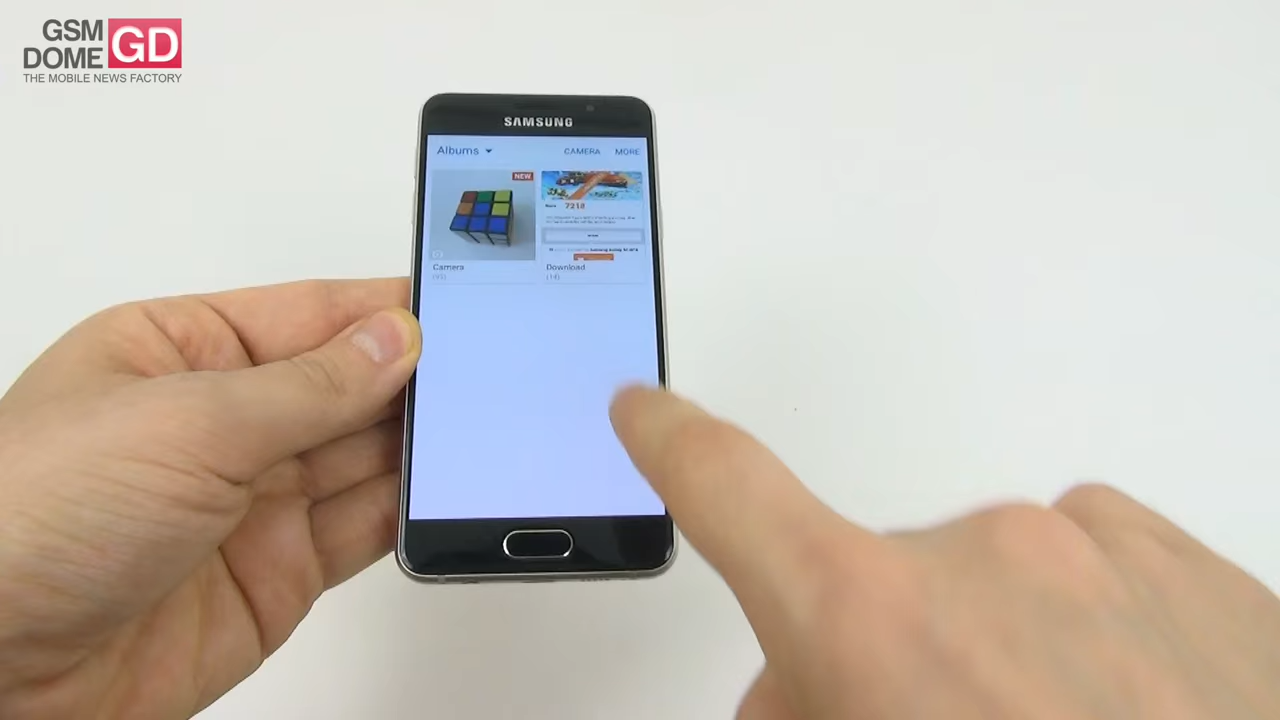 GSM
DOME GD
THE MOBILE NEWS FACTORY
SAMSUNG
Albums
CAMERA MORE
NEW
7218
Camera
Download
(14)